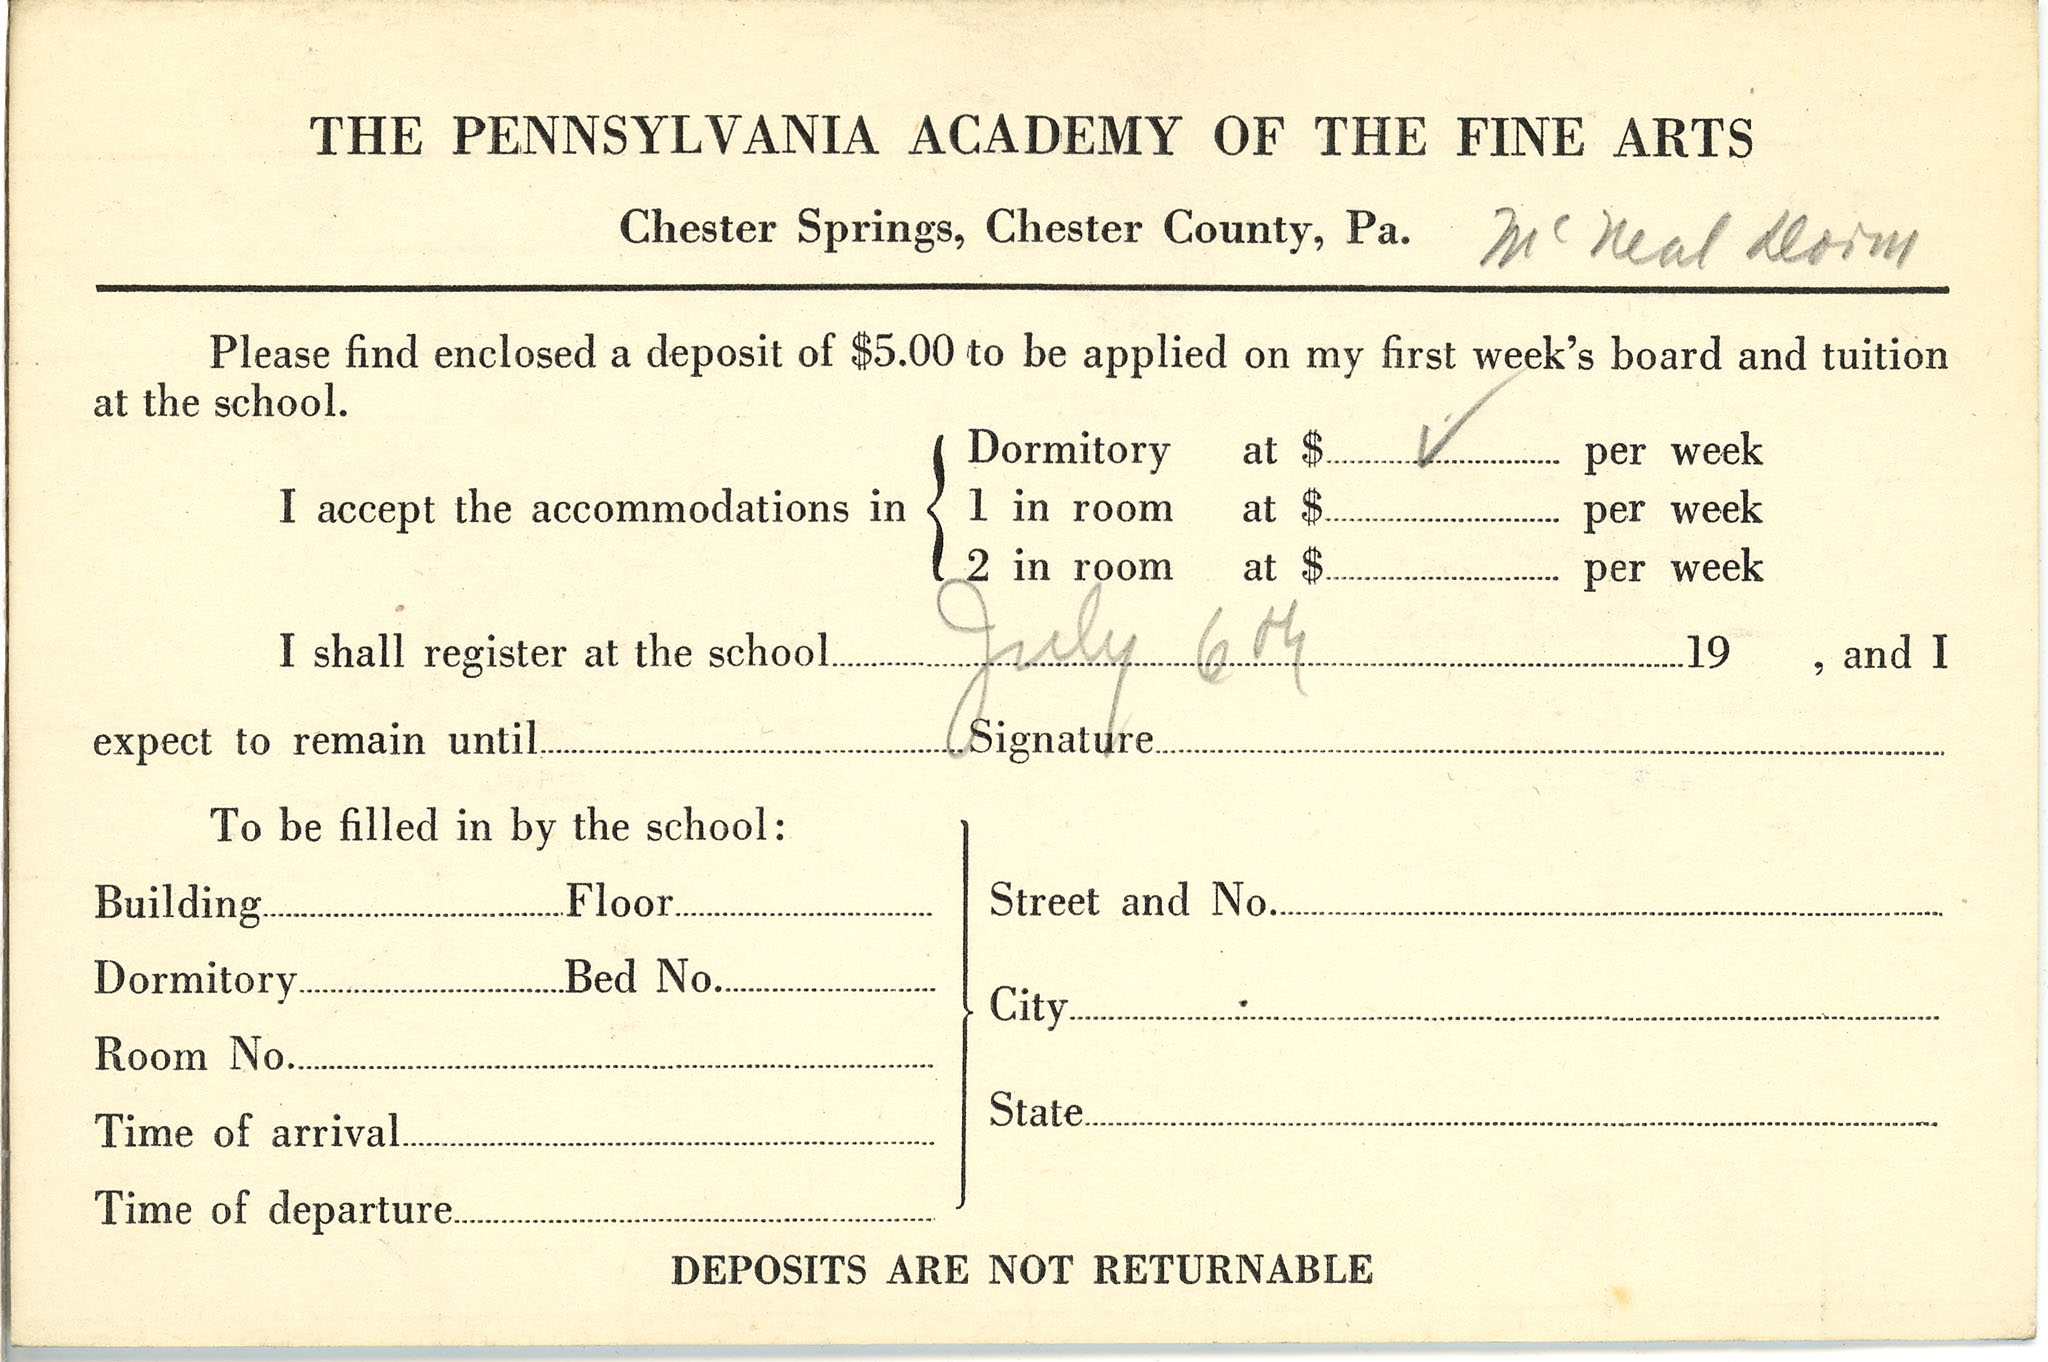 THE PENNSYLVANIA ACADEMY OF THE FINE ARTS
Chester Springs, Chester County, Pa. McNeal Dorm
Please find enclosed a deposit of $5.00 to be applied on my first week's board and tuition
at the school.
Dormitory at $ ✓ per week
I accept the accommodations in { 1 in room at $ per week
2 in room at $ per week
I shall register at the school July 6th 19 , and I
expect to remain until Signature
To be filled in by the school:
Building Floor Street and No.
Dormitory Bed No.
City
Room No.
State
Time of arrival
Time of departure
DEPOSITS ARE NOT RETURNABLE